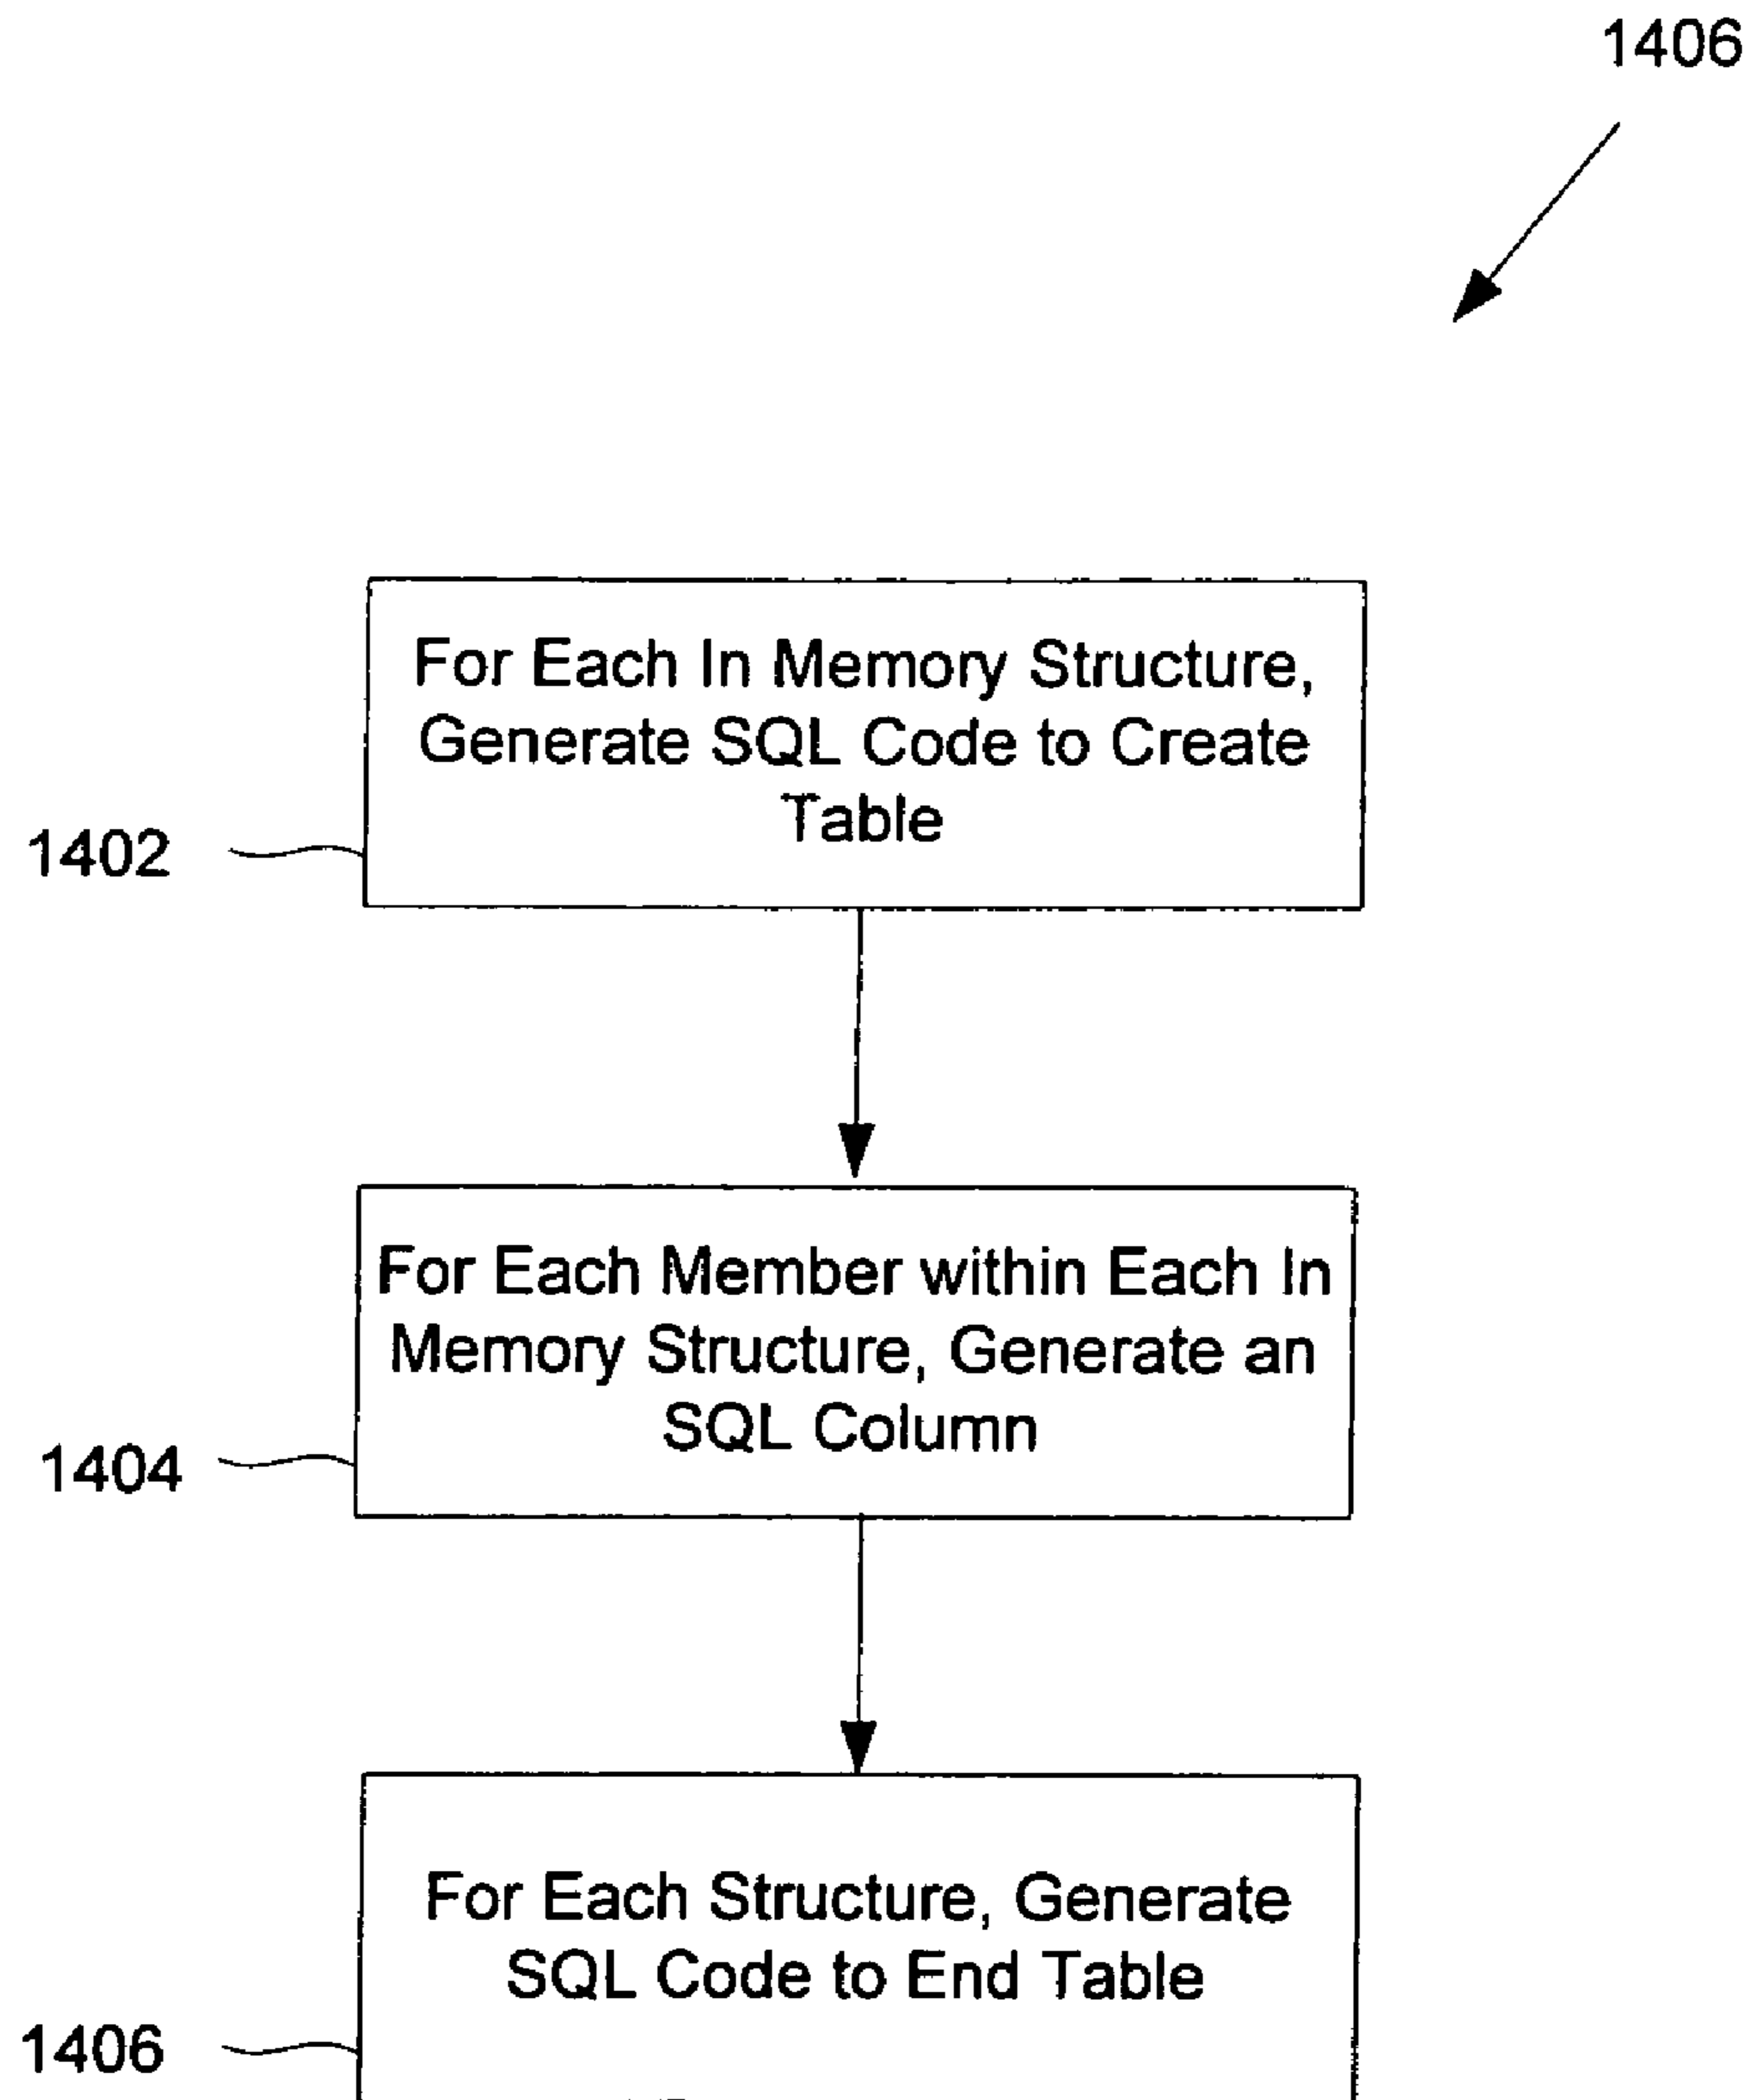 1406
For Each In Memory Structure,
Generate SQL Code to Create
Table
1402
For Each Member within Each In
Memory Structure, Generate an
SQL Column
1404
For Each Structure, Generate
SQL Code to End Table
1406